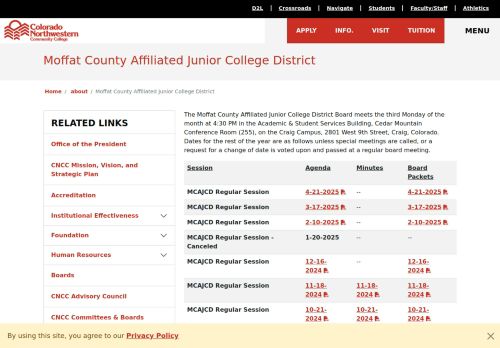 D2L | Crossroads | Navigate | Students | Faculty/Staff | Athletics
Colorado
Northwestern
Community College
APPLY INFO. VISIT TUITION MENU
Moffat County Affiliated Junior College District
Home / about / Moffat County Affiliated Junior College District
RELATED LINKS
Office of the President
CNCC Mission, Vision, and
Strategic Plan
Accreditation
Institutional Effectiveness
Foundation
Human Resources
Boards
CNCC Advisory Council
CNCC Committees & Boards
The Moffat County Affiliated Junior College District Board meets the third Monday of the
month at 4:30 PM in the Academic & Student Services Building, Cedar Mountain
Conference Room (255), on the Craig Campus, 2801 West 9th Street, Craig, Colorado.
Dates for the rest of the year are as follows unless special meetings are called, or a
request for a change of date is voted upon and passed at a regular board meeting.
Session Agenda Minutes Board
Packets
MCAJCD Regular Session 4-21-2025 -- 4-21-2025
MCAJCD Regular Session 3-17-2025 -- 3-17-2025
MCAJCD Regular Session 2-10-2025 -- 2-10-2025
MCAJCD Regular Session - 1-20-2025 -- --
Canceled
MCAJCD Regular Session 12-16- -- 12-16-
2024 2024
MCAJCD Regular Session 11-18- 11-18- 11-18-
2024 2024 2024
MCAJCD Regular Session 10-21- 10-21- 10-21-
2024 2024 2024
By using this site, you agree to our Privacy Policy